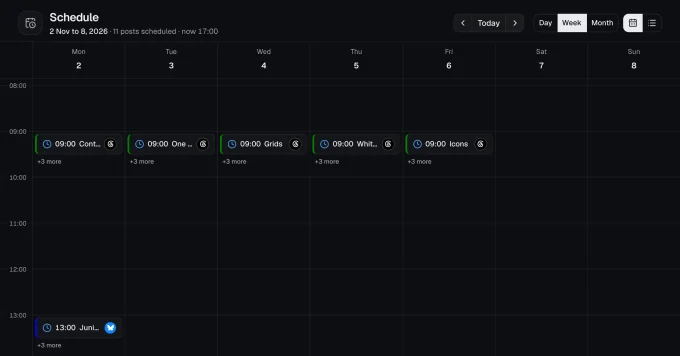 Schedule
2 Nov to 8, 2026 · 11 posts scheduled · now 17:00
Today
Day Week Month
Mon Tue Wed Thu Fri Sat Sun
2 3 4 5 6 7 8
08:00
09:00
09:00 Cont... 09:00 One ... 09:00 Grids 09:00 Whit... 09:00 Icons
+3 more +3 more +3 more +3 more +3 more
10:00
11:00
12:00
13:00
13:00 Juni...
+3 more